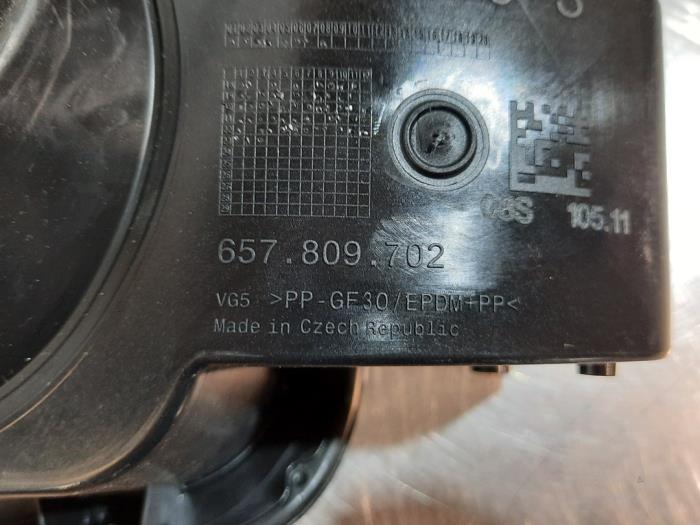 08S 105.11
657.809.702
VG5 >PP-GF30/EPDM+PP<
Made in Czech Republic